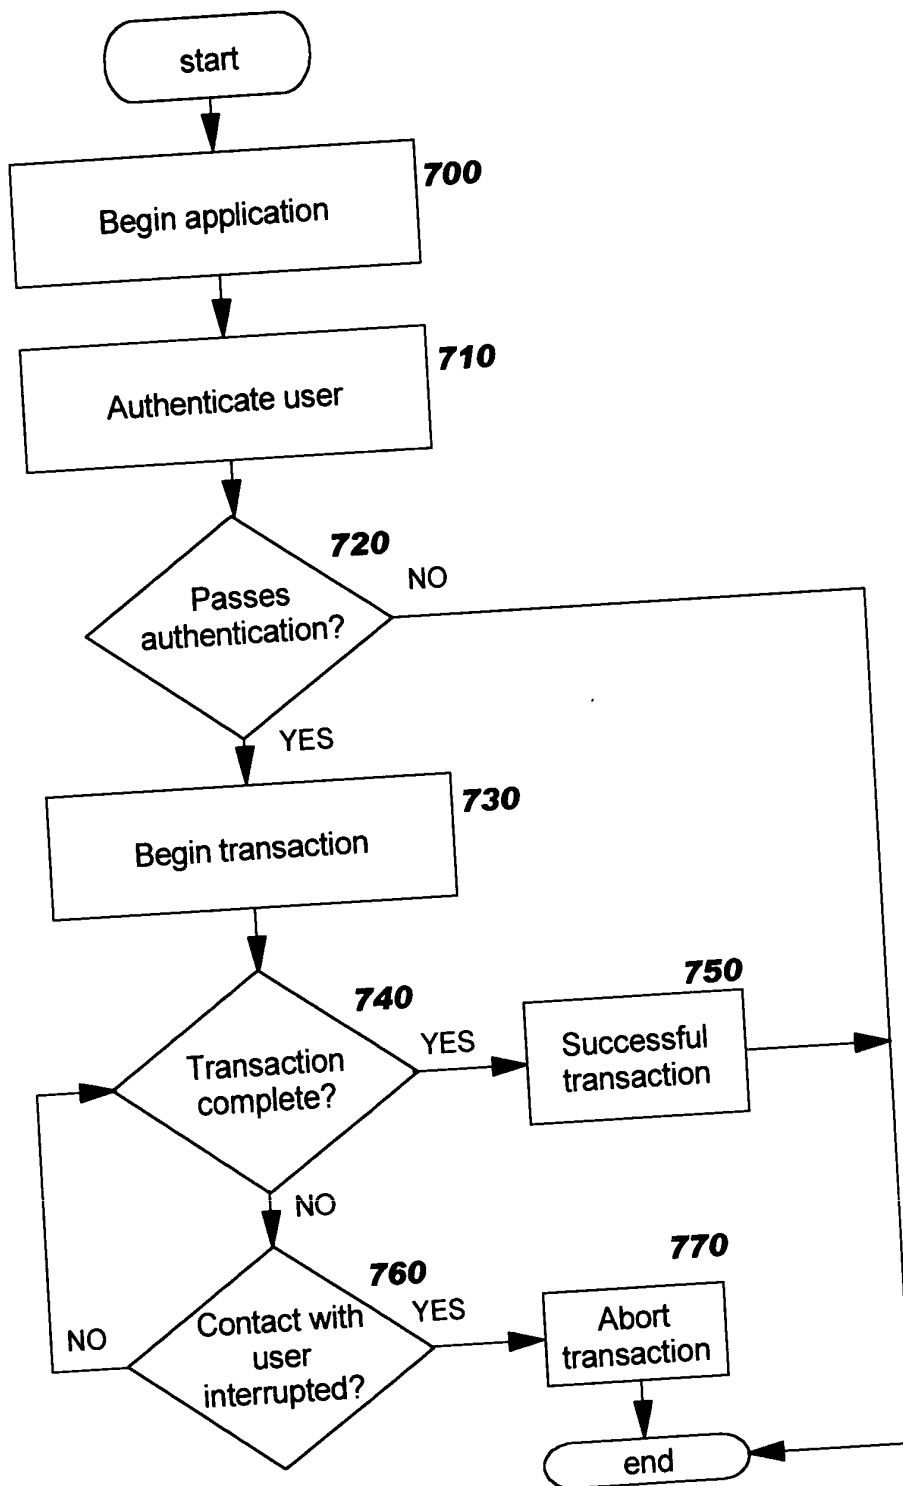 start
700
Begin application
710
Authenticate user
720
NO
Passes
authentication?
YES
730
Begin transaction
740
750
YES
Transaction
complete?
Successful
transaction
NO
760
770
YES
NO
Contact with
user
interrupted?
Abort
transaction
end